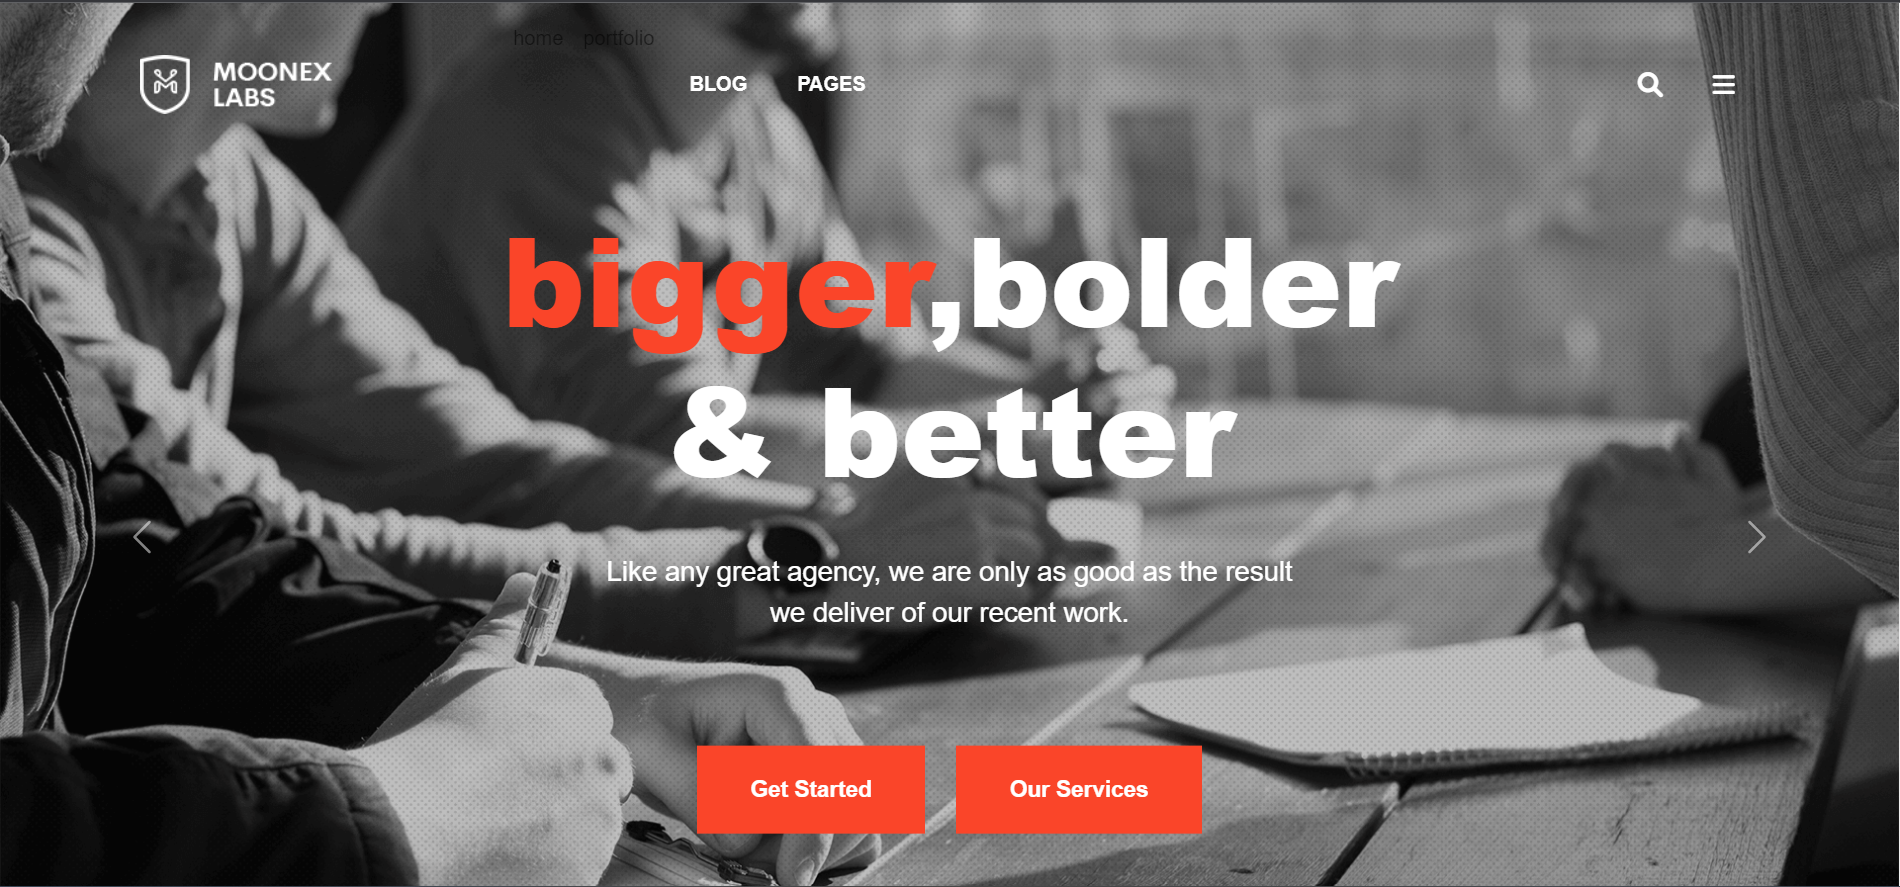 home portfolio
MOONEX
LABS
BLOG PAGES
bigger,bolder
& better
Like any great agency, we are only as good as the result
we deliver of our recent work.
Get Started Our Services